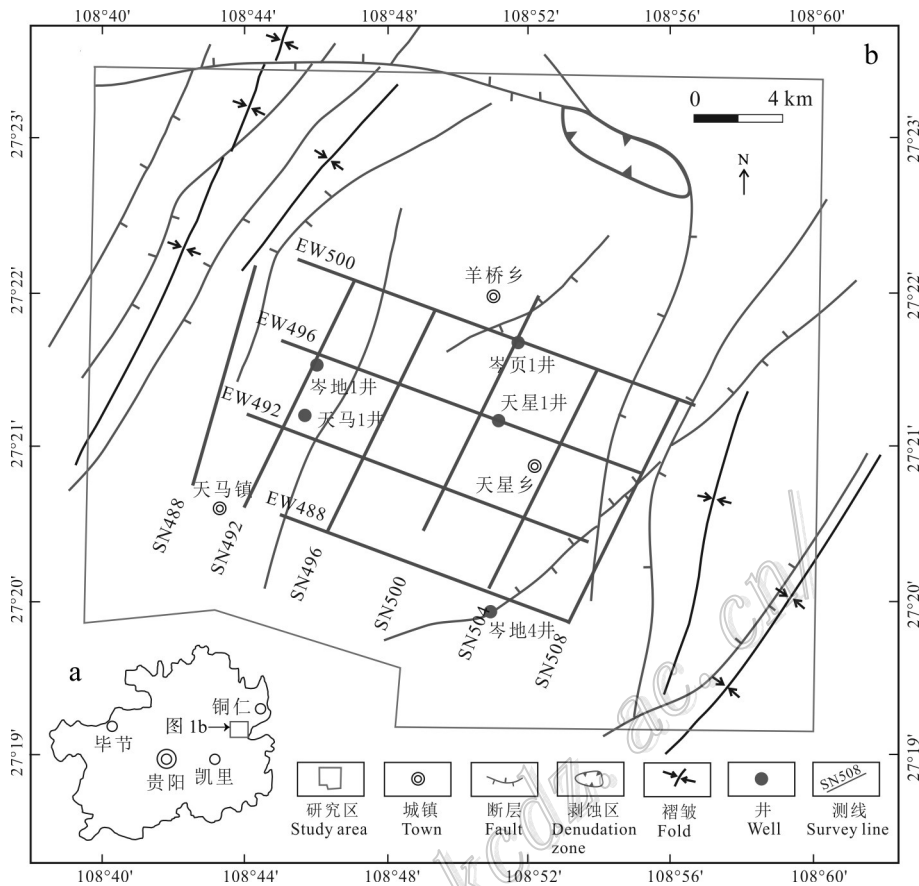 108°40' 108°44' 108°48' 108°52' 108°56' 108°60'
b
0 4 km
N
27°23'
27°23'
27°22'
27°22'
27°21'
27°21'
27°20'
27°20'
27°19'
27°19'
EW500
羊桥乡
EW496
岑页1井
岑地1井
EW492
天马1井
天星1井
天星乡
天马镇
EW488
SN488
SN492
SN496
SN500
SN504
SN508
岑地4井
a
铜仁
图 1b
毕节
贵阳
凯里
SN508
研究区 城镇 断层 剥蚀区 褶皱 井 测线
Study area Town Fault Denudation zone Fold Well Survey line
108°40' 108°44' 108°48' 108°52' 108°56' 108°60'